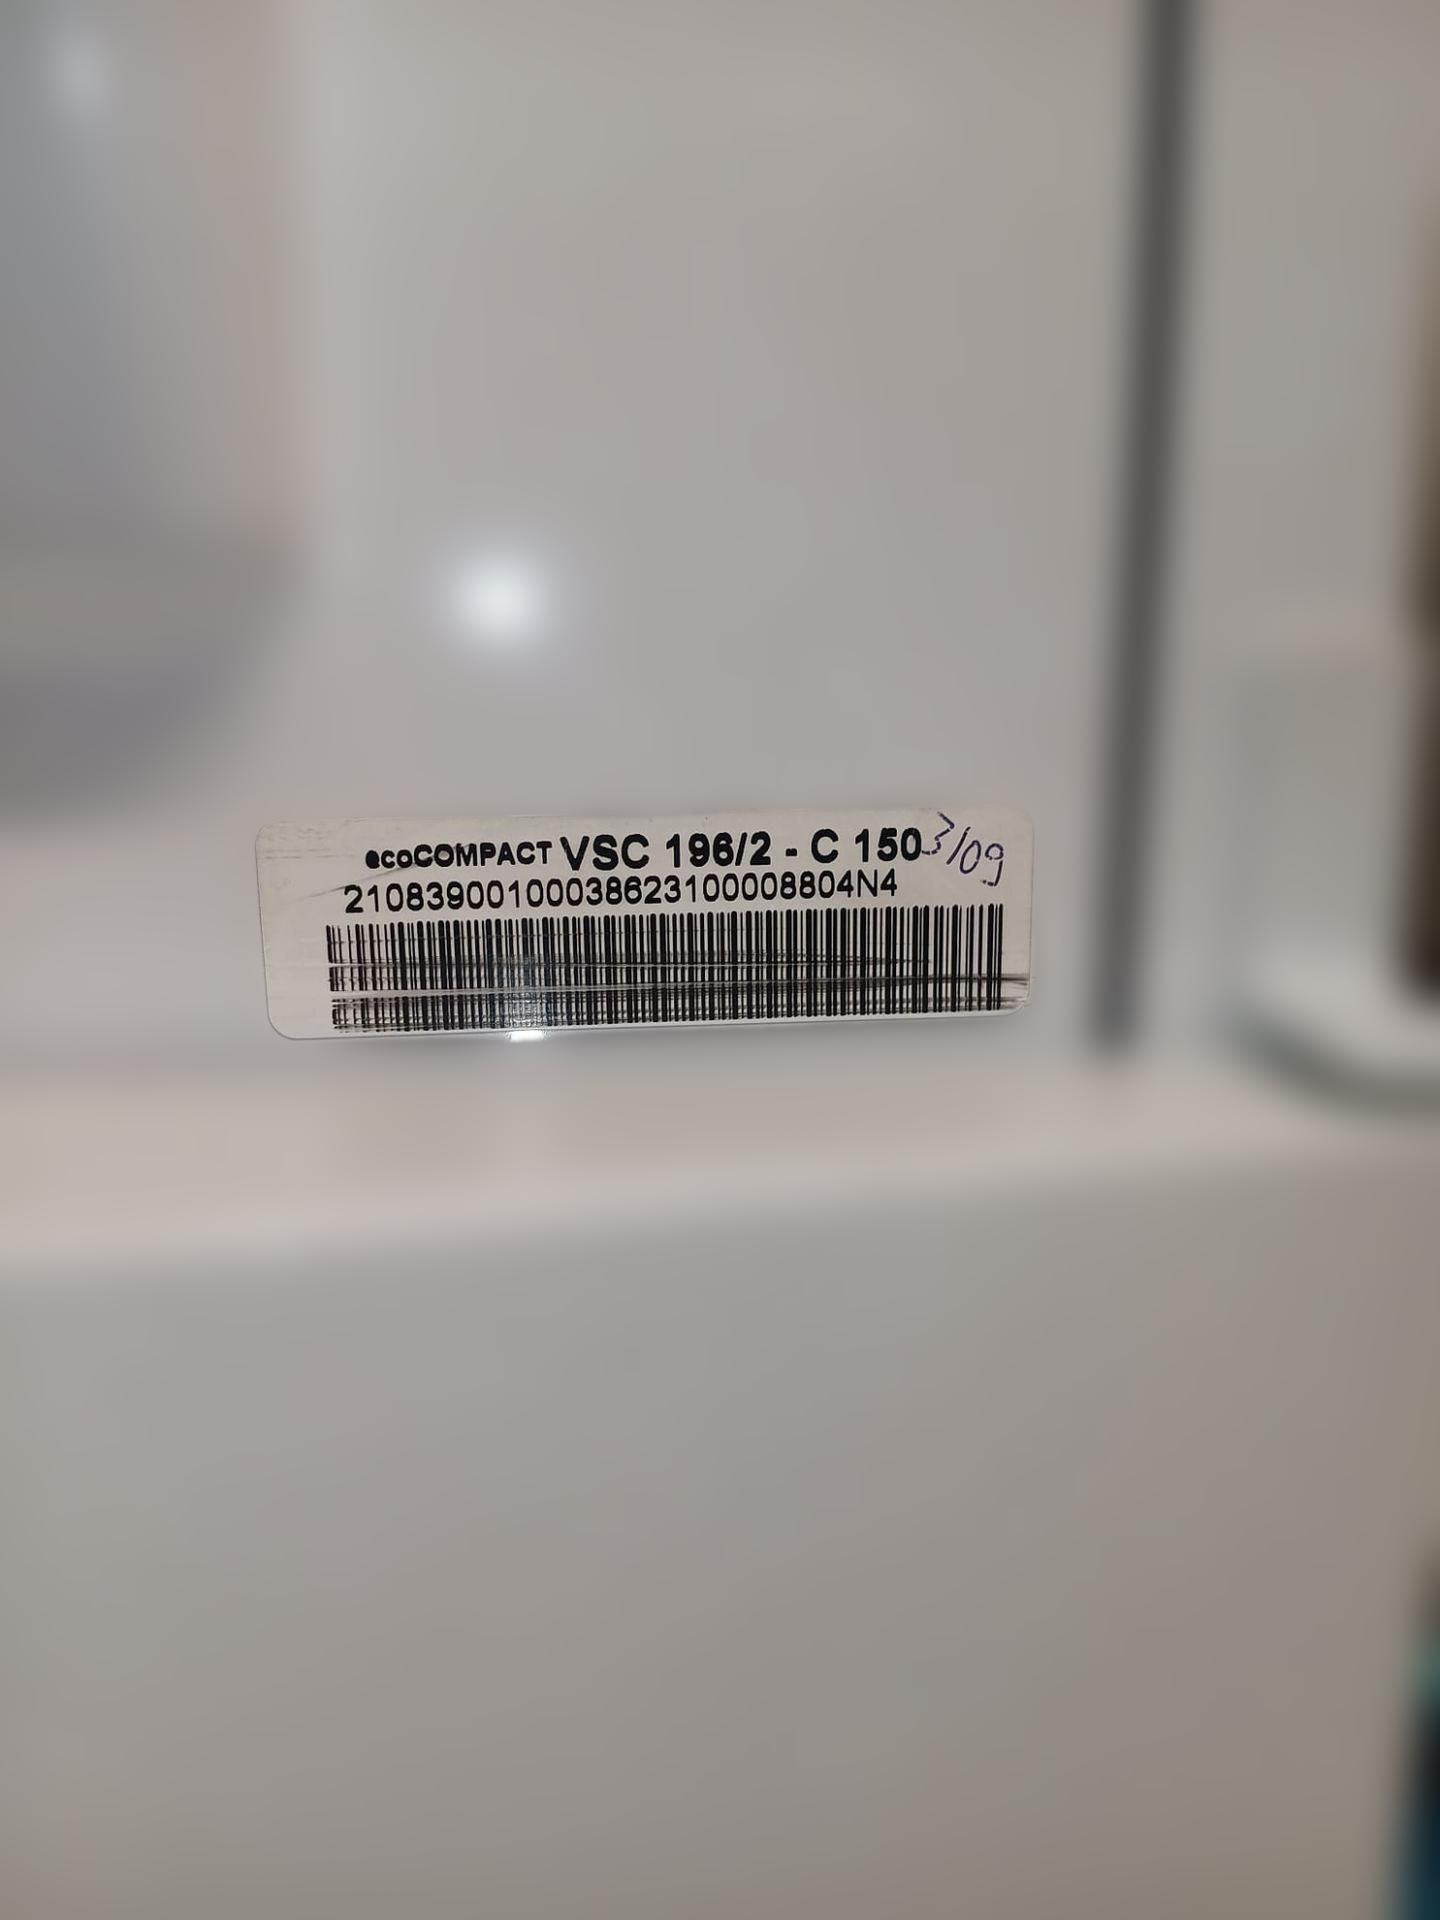 ecoCOMPACT VSC 196/2 - C 150 3/09
21083900100038623100008804N4